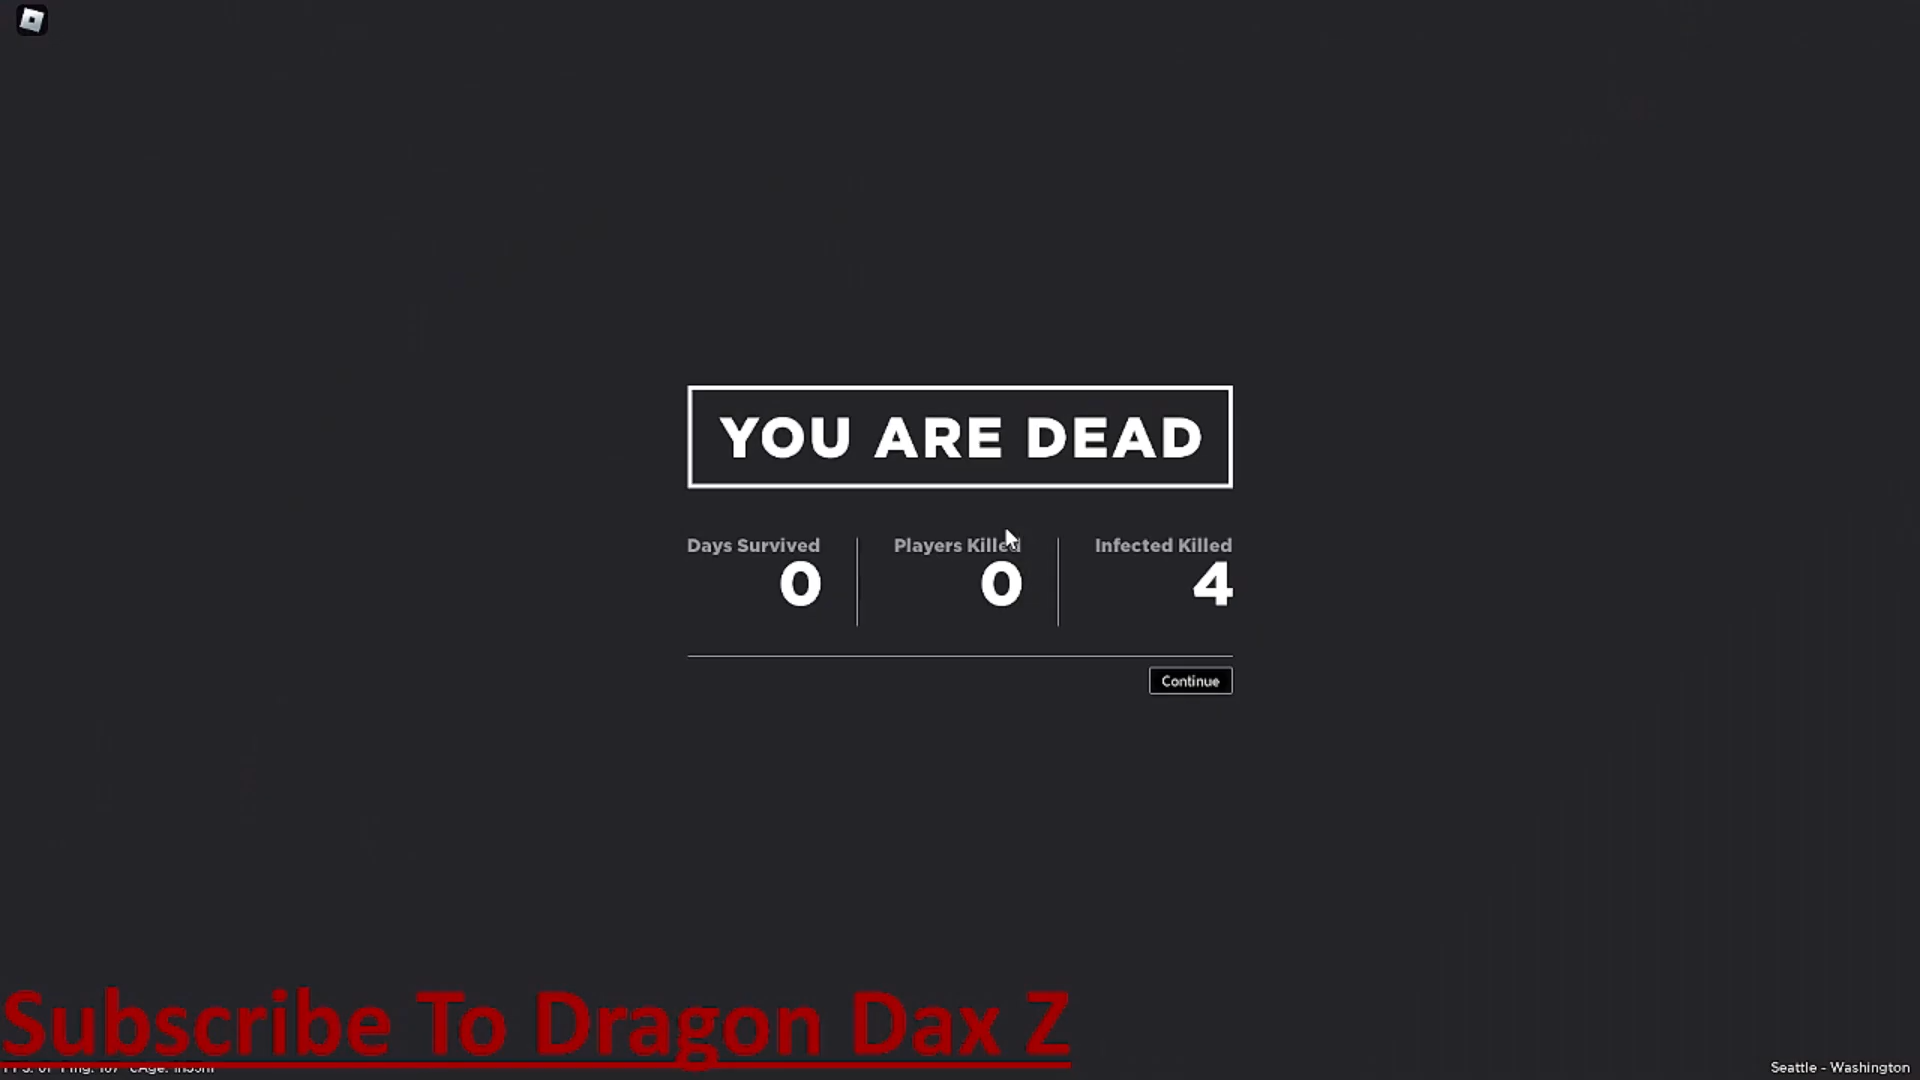 YOU ARE DEAD
Days Survived
0
Players Killed
0
Infected Killed
4
Continue
Subscribe To Dragon Dax Z
Seattle - Washington